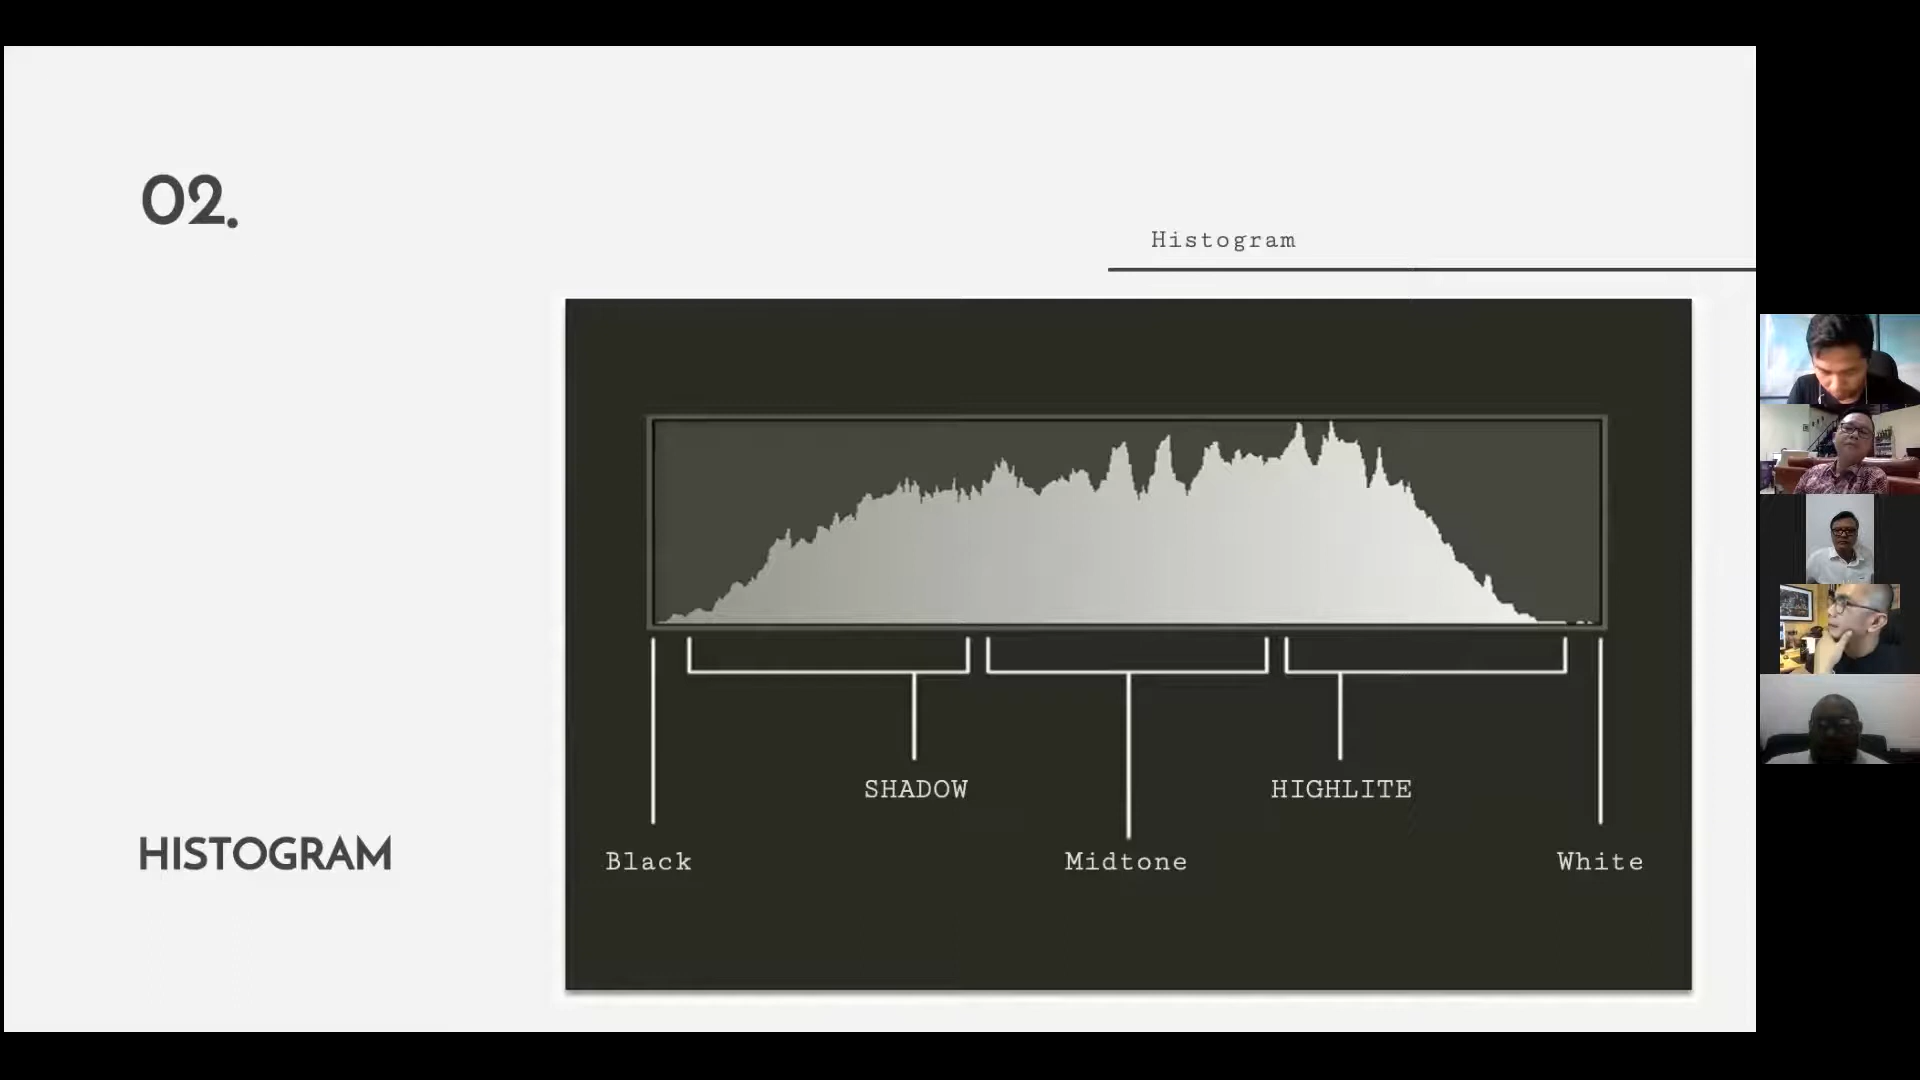 02.
Histogram
SHADOW
HIGHLITE
Black
Midtone
White
HISTOGRAM